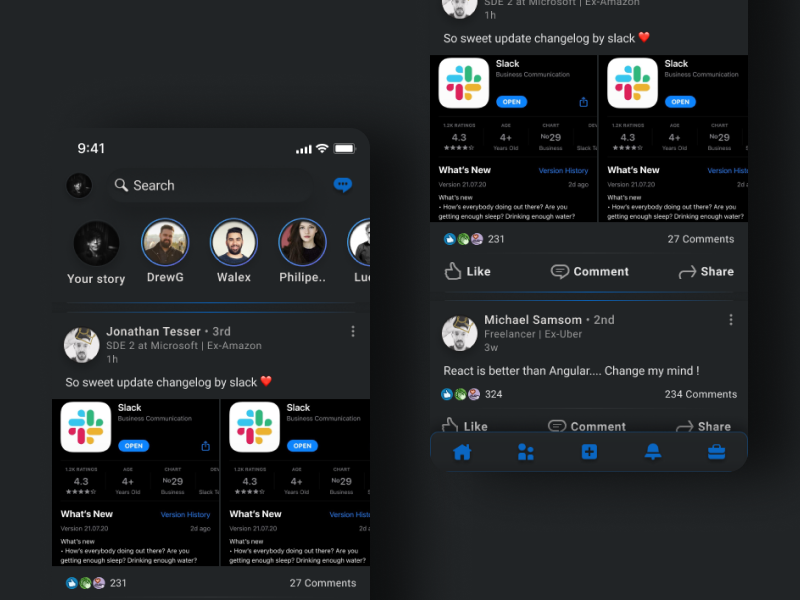 9:41
Search
Your story
DrewG
Walex
Philipe..
Luc
Jonathan Tesser • 3rd
SDE 2 at Microsoft | Ex-Amazon
1h
So sweet update changelog by slack ❤️
Slack
Business Communication
OPEN
1.2K RATINGS
AGE
CHART
DEV
4.3
4+
No29
★★★★☆
Years Old
Business
Slack Te
What's New
Version History
Version 21.07.20
2d ago
What's new
• How's everybody doing out there? Are you
getting enough sleep? Drinking enough water?
Slack
Business Communication
OPEN
1.2K RATINGS
AGE
CHART
4.3
4+
No29
★★★★☆
Years Old
Business
What's New
Version Hist
Version 21.07.20
2d a
What's new
• How's everybody doing out there? Are you
getting enough sleep? Drinking enough water?
231
27 Comments
SDE 2 at Microsoft | Ex-Amazon
1h
So sweet update changelog by slack ❤️
Slack
Business Communication
OPEN
1.2K RATINGS
AGE
CHART
DEV
4.3
4+
No29
★★★★☆
Years Old
Business
Slack Te
What's New
Version History
Version 21.07.20
2d ago
What's new
• How's everybody doing out there? Are you
getting enough sleep? Drinking enough water?
Slack
Business Communication
OPEN
1.2K RATINGS
AGE
CHART
4.3
4+
No29
★★★★☆
Years Old
Business
What's New
Version Hist
Version 21.07.20
2d ag
What's new
• How's everybody doing out there? Are you
getting enough sleep? Drinking enough water?
231
27 Comments
Like
Comment
Share
Michael Samsom • 2nd
Freelancer | Ex-Uber
3w
React is better than Angular.... Change my mind !
324
234 Comments
Like
Comment
Share